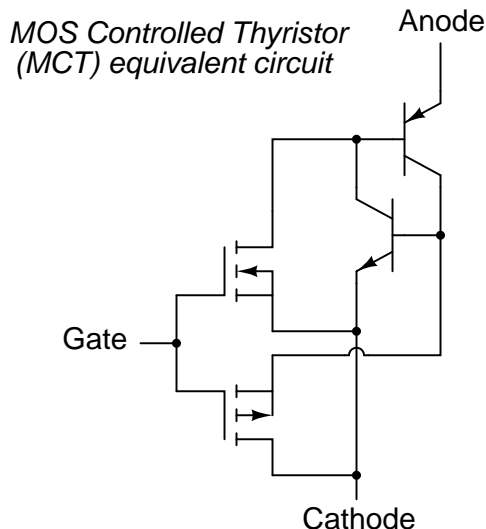 MOS Controlled Thyristor
(MCT) equivalent circuit
Anode
Gate
Cathode